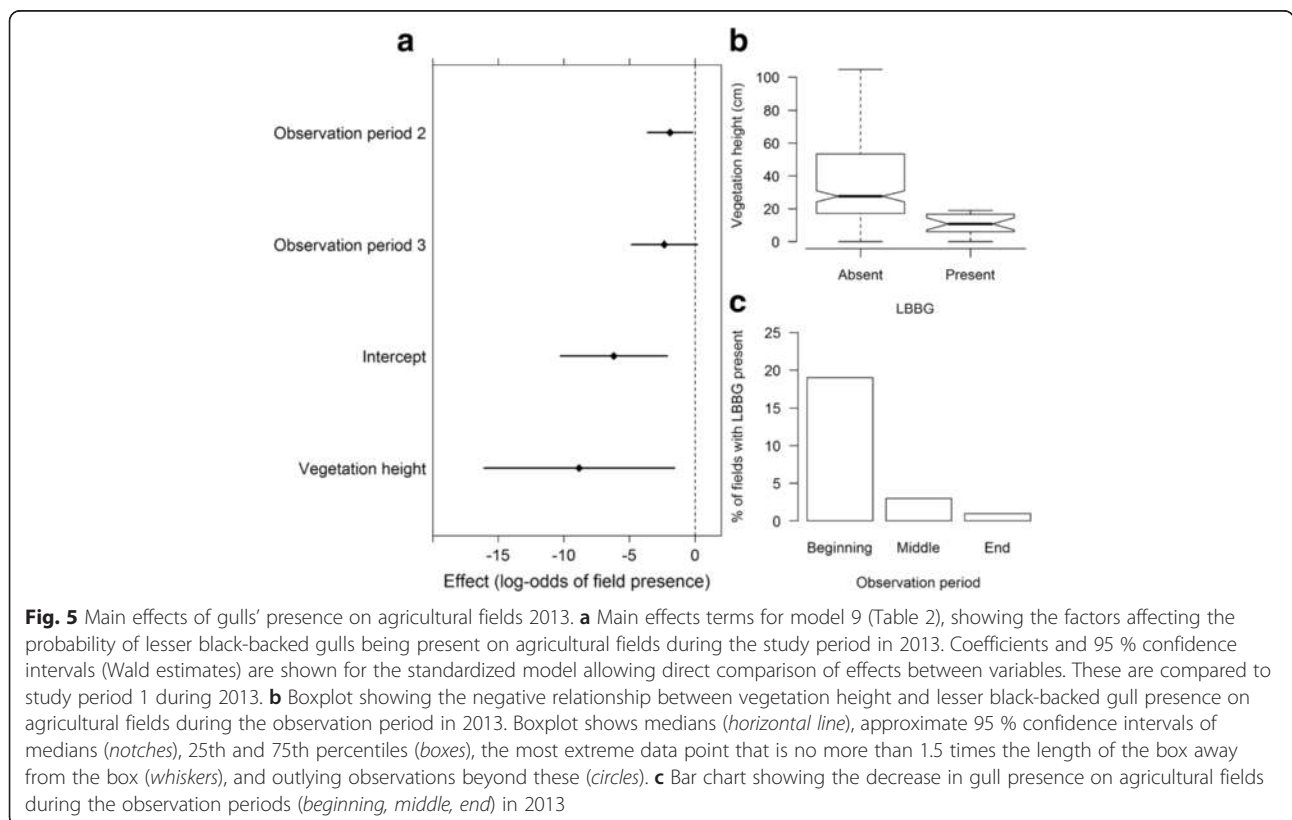 a
Observation period 2
Observation period 3
Intercept
Vegetation height
-15 -10 -5 0
Effect (log-odds of field presence)
b
Vegetation height (cm)
100
80
60
40
20
0
Absent Present
LBBG
c
% of fields with LBBG present
25
20
15
10
5
0
Beginning Middle End
Observation period
Fig. 5 Main effects of gulls' presence on agricultural fields 2013. a Main effects terms for model 9 (Table 2), showing the factors affecting the
probability of lesser black-backed gulls being present on agricultural fields during the study period in 2013. Coefficients and 95 % confidence
intervals (Wald estimates) are shown for the standardized model allowing direct comparison of effects between variables. These are compared to
study period 1 during 2013. b Boxplot showing the negative relationship between vegetation height and lesser black-backed gull presence on
agricultural fields during the observation period in 2013. Boxplot shows medians (horizontal line), approximate 95 % confidence intervals of
medians (notches), 25th and 75th percentiles (boxes), the most extreme data point that is no more than 1.5 times the length of the box away
from the box (whiskers), and outlying observations beyond these (circles). c Bar chart showing the decrease in gull presence on agricultural fields
during the observation periods (beginning, middle, end) in 2013